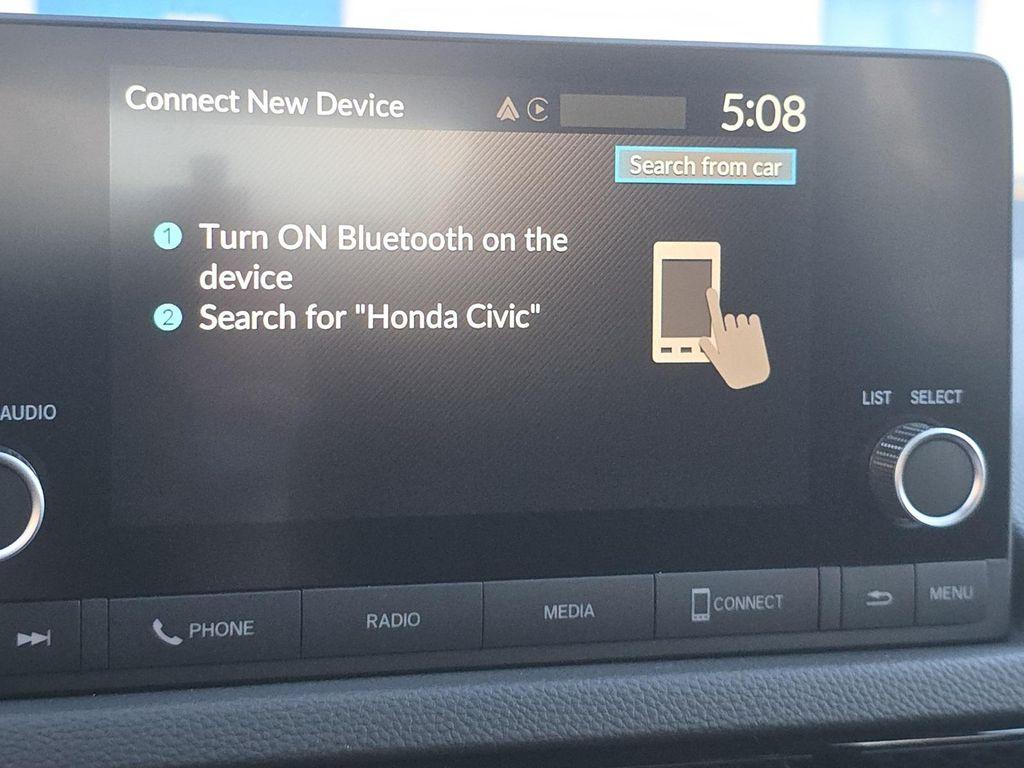 Connect New Device
5:08
Search from car
1 Turn ON Bluetooth on the
device
2 Search for "Honda Civic"
AUDIO
LIST SELECT
PHONE
RADIO
MEDIA
CONNECT
MENU